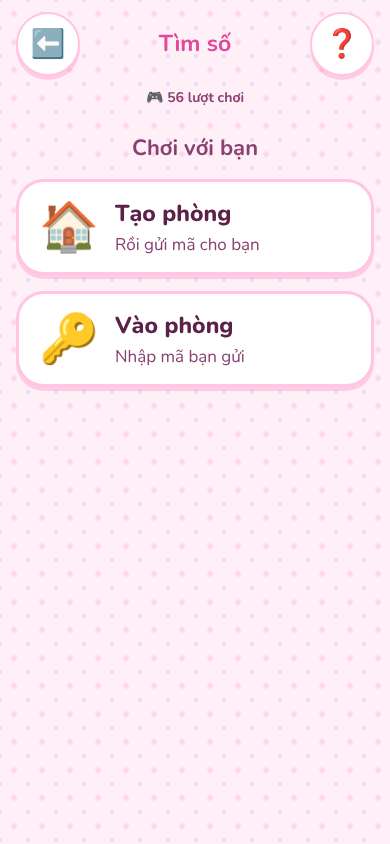 Tìm số
56 lượt chơi
Chơi với bạn
Tạo phòng
Rồi gửi mã cho bạn
Vào phòng
Nhập mã bạn gửi